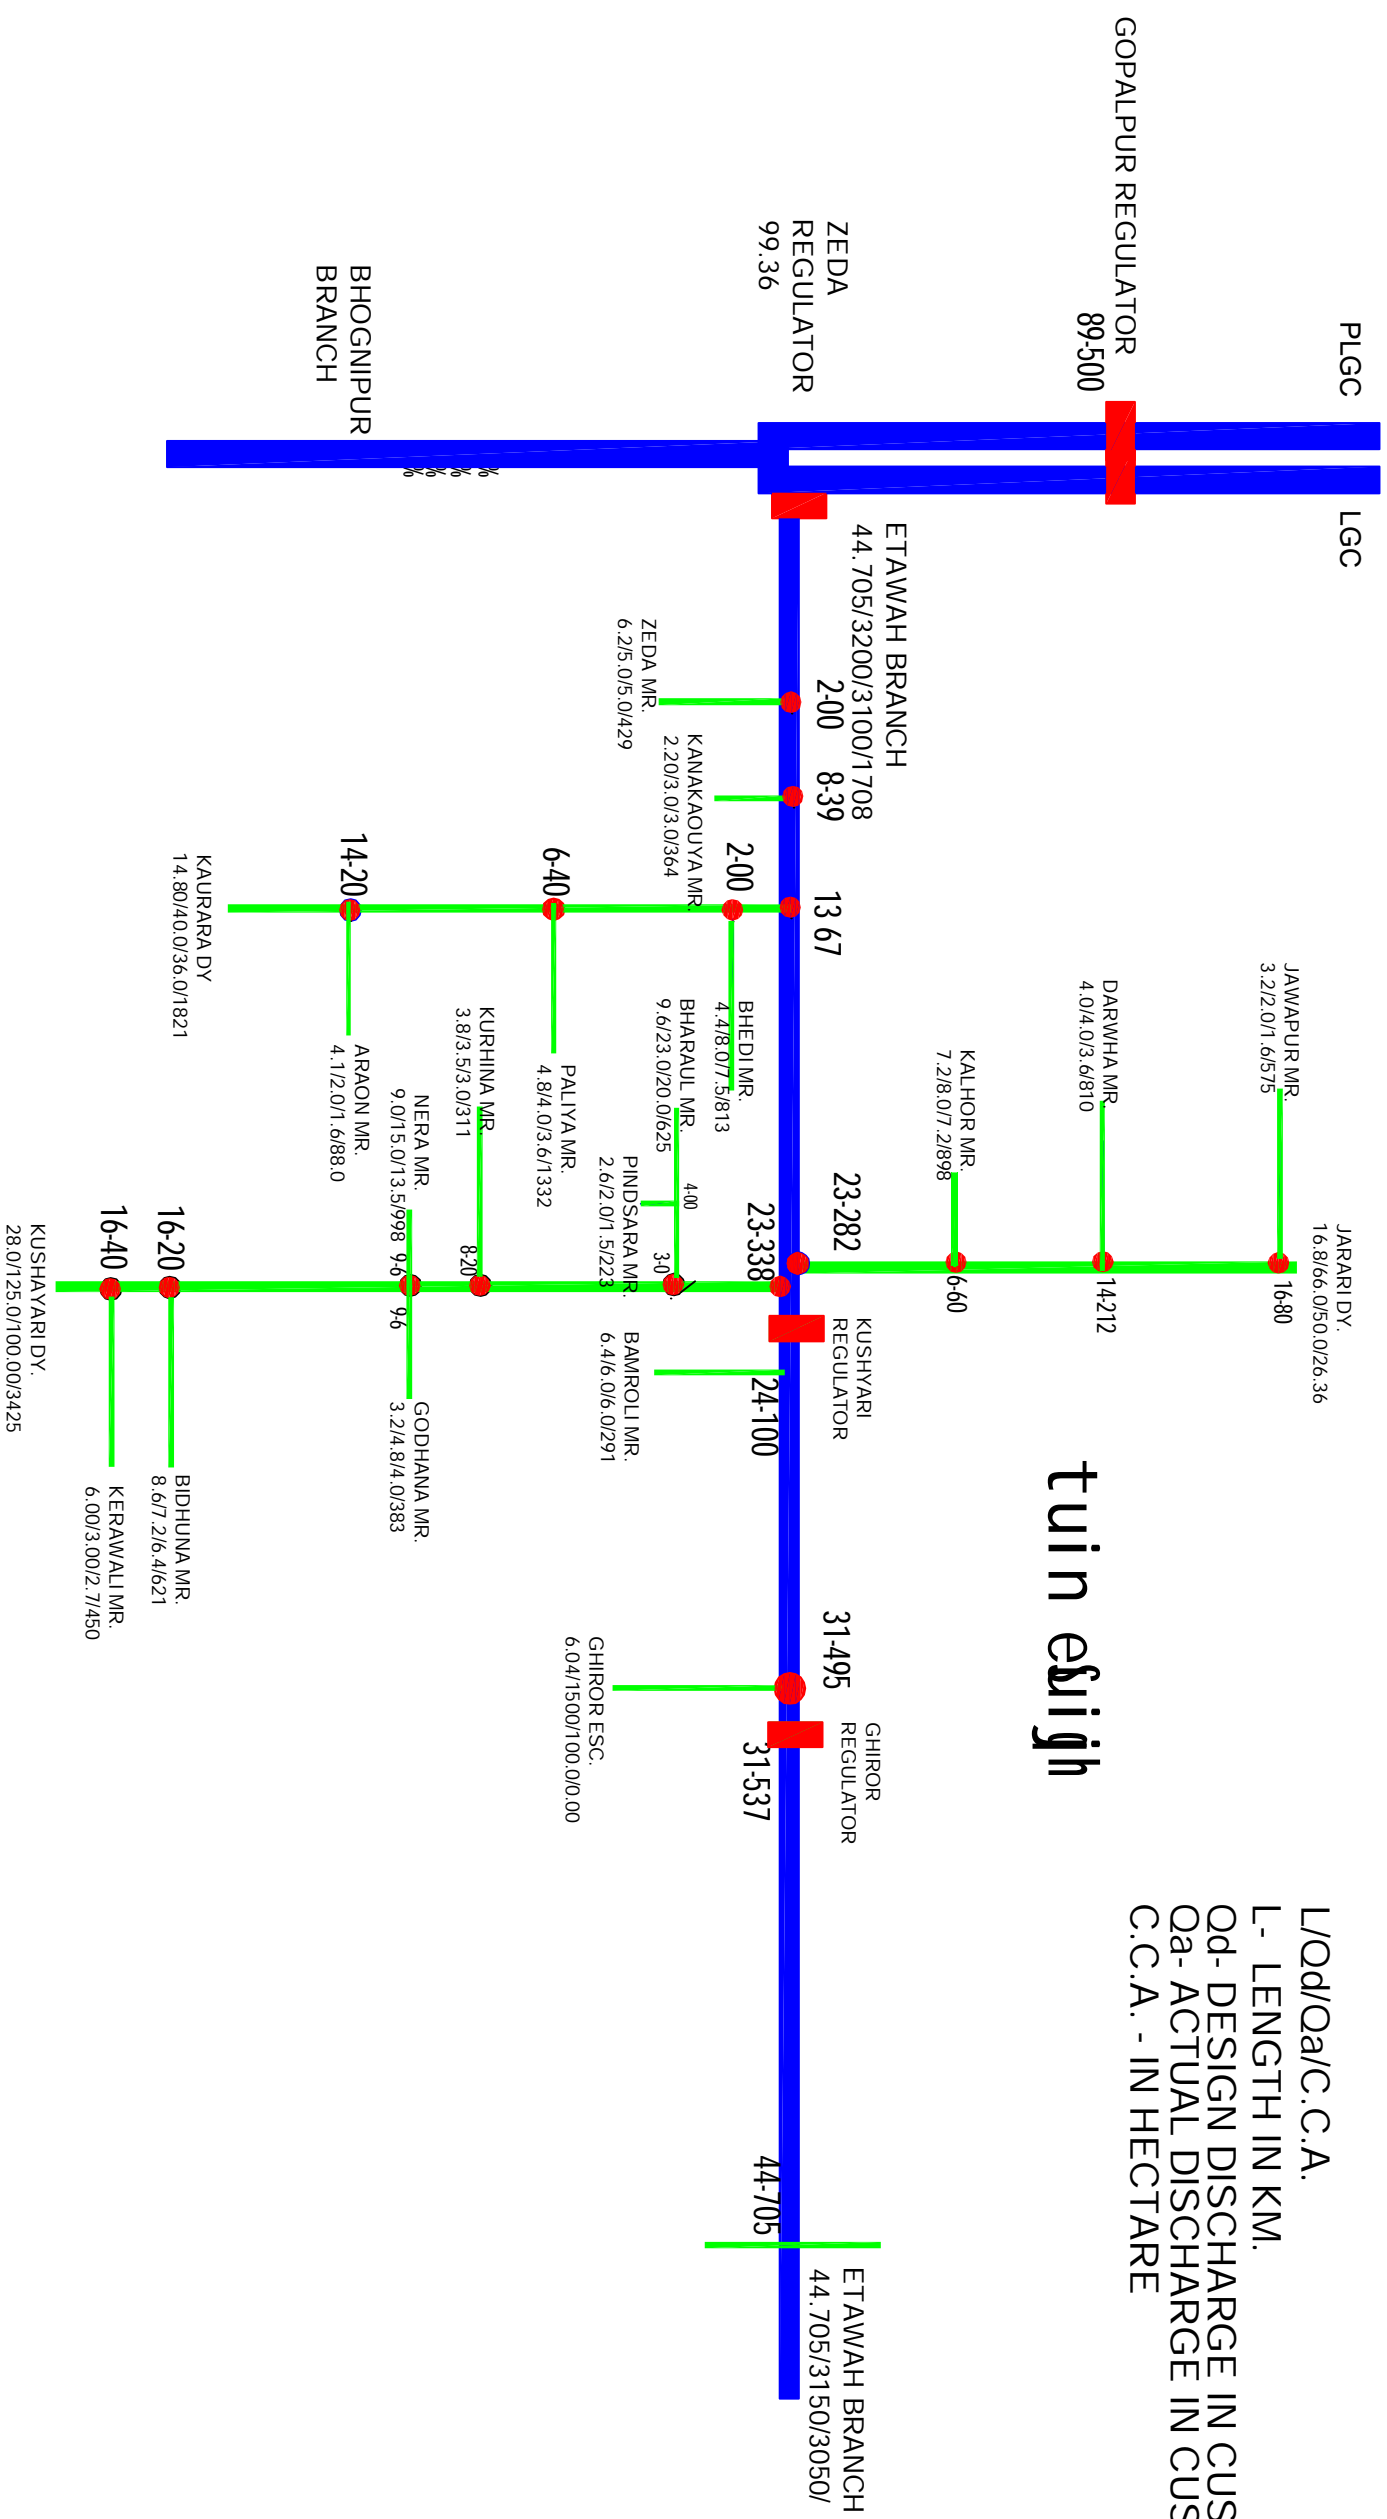 PLGC
LGC
GOPALPUR REGULATOR
89-500
ZEDA
REGULATOR
99.36
BHOGNIPUR
BRANCH
%
%
%
%
ETAWAH BRANCH
44.705/3200/3100/1708
2-00
8-39
13 67
ZEDA MR.
6.2/5.0/5.0/429
KANAKAOUYA MR.
2.20/3.0/3.0/364
2-00
6-40
14-20
KAURARA DY
14.80/40.0/36.0/1821
BHEDI MR.
4.4/8.0/7.5/813
PALIYA MR.
4.8/4.0/3.6/1332
ARAON MR.
4.1/2.0/1.6/88.0
JAWAPUR MR.
3.2/2.0/1.6/575
DARWHA MR.
4.0/4.0/3.6/810
KALHOR MR.
7.2/8.0/7.2/898
JARARI DY.
16.8/66.0/50.0/26.36
16-80
14-212
6-60
23-282
23-338
BHARAUL MR.
9.6/23.0/20.0/625
4-00
PINDSARA MR.
2.6/2.0/1.5/223
3-0
KURHINA MR.
3.8/3.5/3.0/311
8-20
NERA MR.
9.0/15.0/13.5/998
9-6
9-6
GODHANA MR.
3.2/4.8/4.0/383
16-20
16-40
BIDHUNA MR.
8.6/7.2/6.4/621
KERAWALI MR.
6.00/3.00/2.7/450
KUSHAYARI DY.
28.0/125.0/100.00/3425
KUSHYARI
REGULATOR
24-100
BAMROLI MR.
6.4/6.0/6.0/291
tuin
31-495
GHIROR ESC.
6.04/1500/100.0/0.00
GHIROR
REGULATOR
31-537
44-705
ETAWAH BRANCH
44.705/3150/3050/
L/Qd/Qa/C.C.A.
L- LENGTH IN KM.
Qd- DESIGN DISCHARGE IN CUS
Qa- ACTUAL DISCHARGE IN CUS
C.C.A. - IN HECTARE